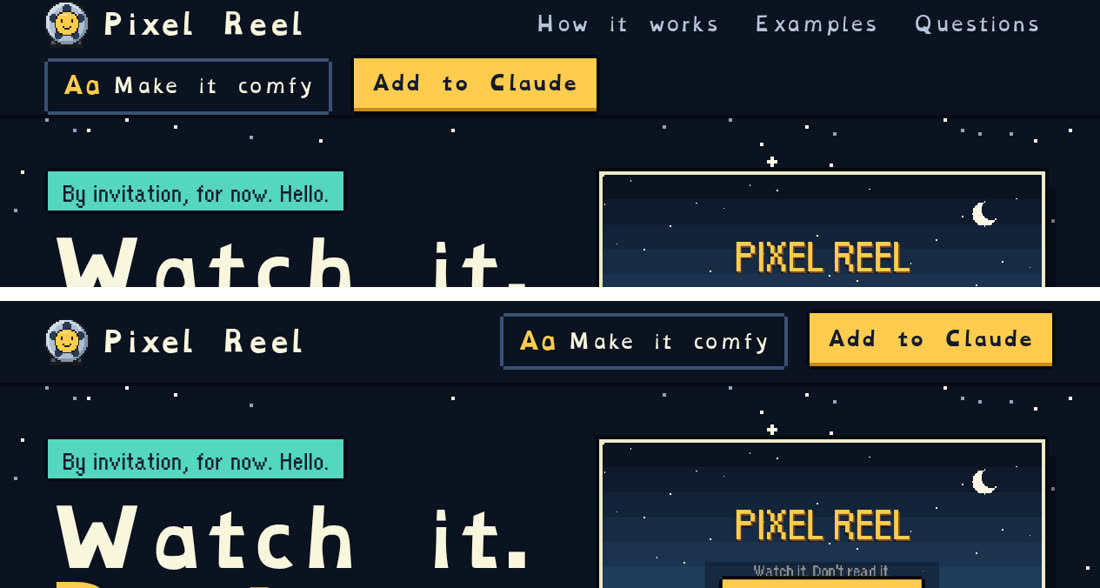 Pixel Reel How it works Examples Questions
Aa Make it comfy Add to Claude
By invitation, for now. Hello.
Watch it.
PIXEL REEL
Pixel Reel Aa Make it comfy Add to Claude
By invitation, for now. Hello.
Watch it.
PIXEL REEL
Watch it. Don't read it